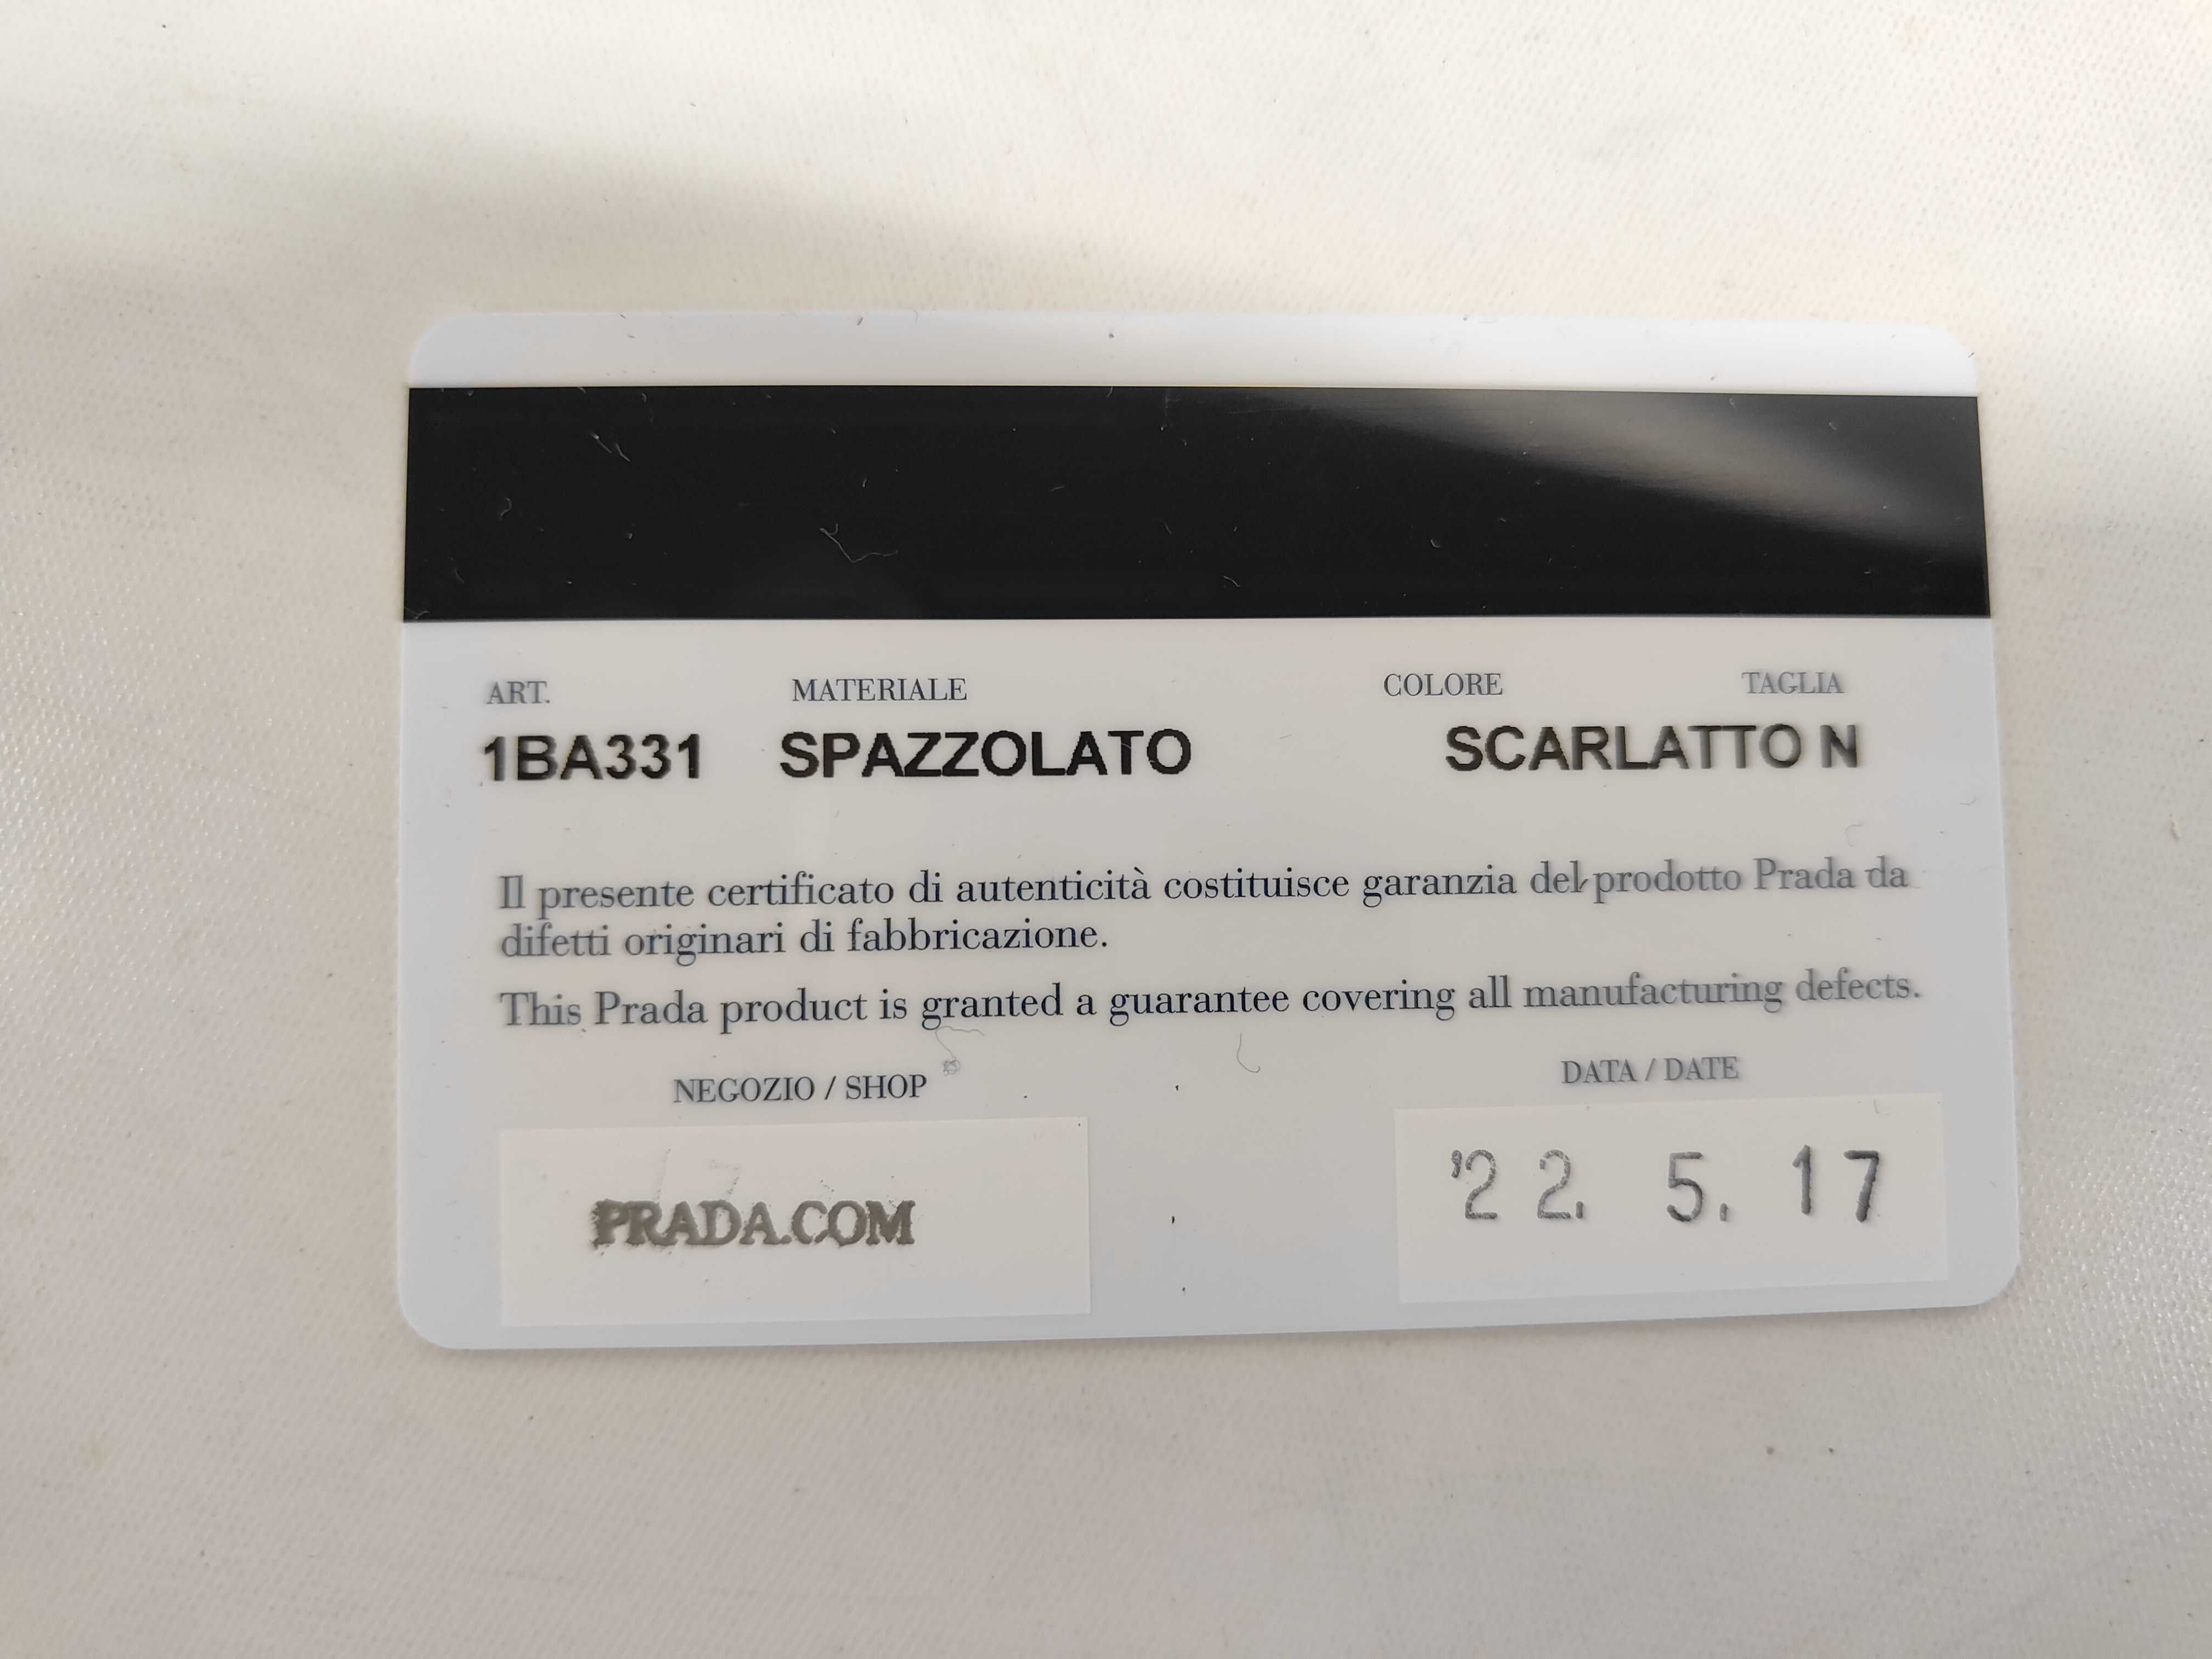 ART. MATERIALE COLORE TAGLIA
1BA331 SPAZZOLATO SCARLATTO N
Il presente certificato di autenticità costituisce garanzia del prodotto Prada da
difetti originari di fabbricazione.
This Prada product is granted a guarantee covering all manufacturing defects.
NEGOZIO / SHOP DATA / DATE
PRADA.COM '22. 5. 17